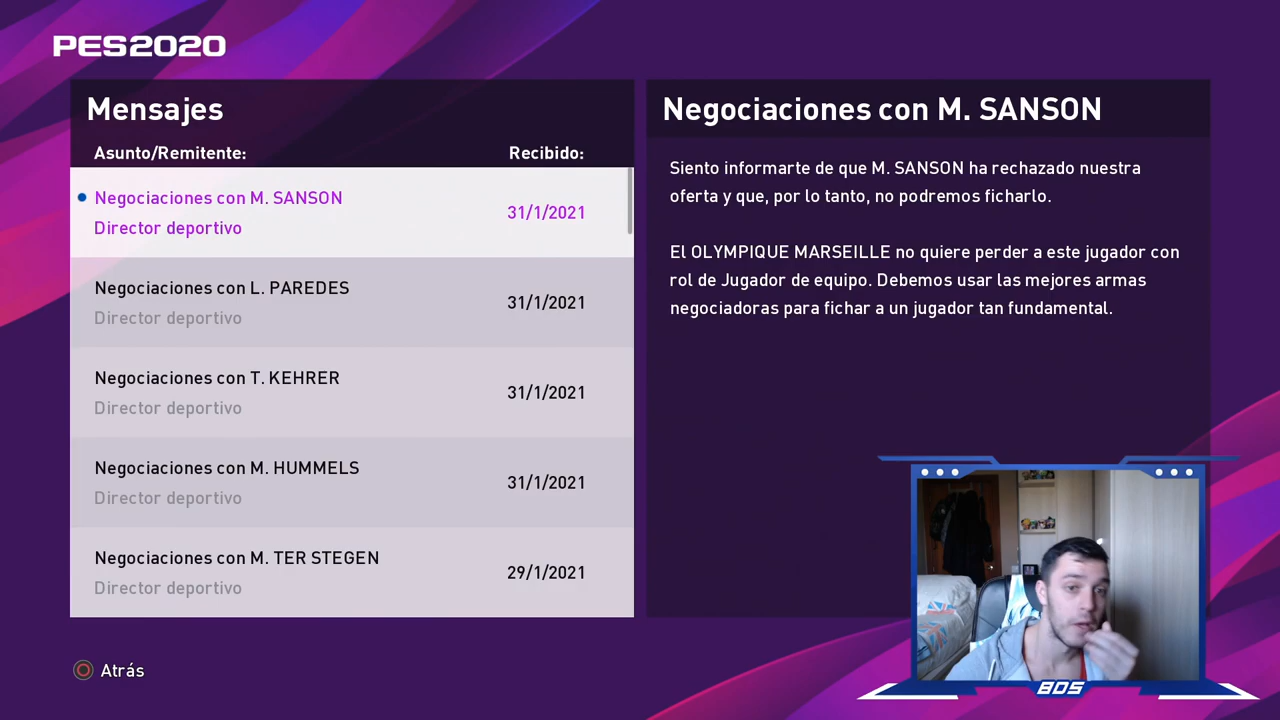 PES2020
Mensajes
Asunto/Remitente: Recibido:
Negociaciones con M. SANSON
Director deportivo
31/1/2021
Negociaciones con L. PAREDES
Director deportivo
31/1/2021
Negociaciones con T. KEHRER
Director deportivo
31/1/2021
Negociaciones con M. HUMMELS
Director deportivo
31/1/2021
Negociaciones con M. TER STEGEN
Director deportivo
29/1/2021
Negociaciones con M. SANSON
Siento informarte de que M. SANSON ha rechazado nuestra
oferta y que, por lo tanto, no podremos ficharlo.
El OLYMPIQUE MARSEILLE no quiere perder a este jugador con
rol de Jugador de equipo. Debemos usar las mejores armas
negociadoras para fichar a un jugador tan fundamental.
Atrás
BDS